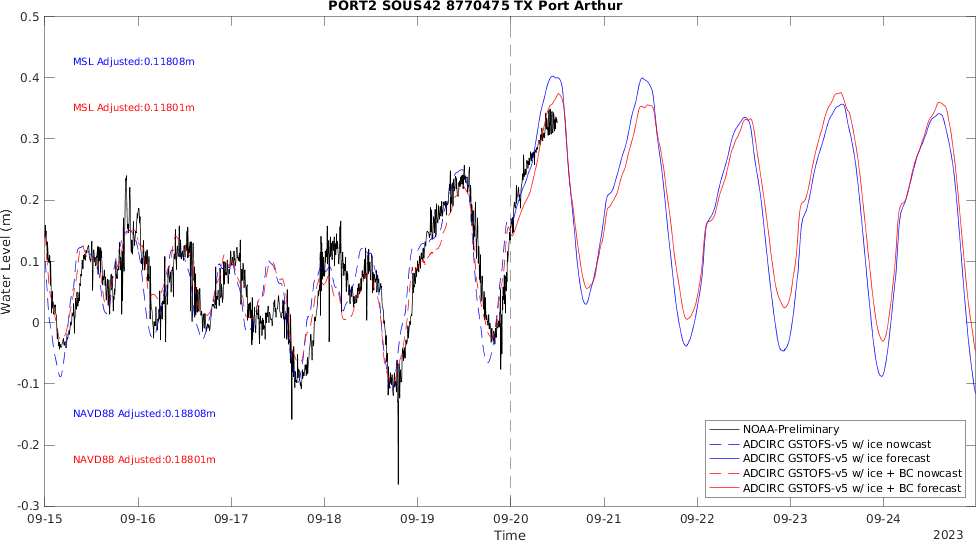 PORT2 SOUS42 8770475 TX Port Arthur
0.5
MSL Adjusted:0.11808m
0.4
MSL Adjusted:0.11801m
0.3
0.2
0.1
0
-0.1
-0.2
-0.3
Water Level (m)
NAVD88 Adjusted:0.18808m
NAVD88 Adjusted:0.18801m
NOAA-Preliminary
ADCIRC GSTOFS-v5 w/ ice nowcast
ADCIRC GSTOFS-v5 w/ ice forecast
ADCIRC GSTOFS-v5 w/ ice + BC nowcast
ADCIRC GSTOFS-v5 w/ ice + BC forecast
09-15 09-16 09-17 09-18 09-19 09-20 09-21 09-22 09-23 09-24
Time
2023